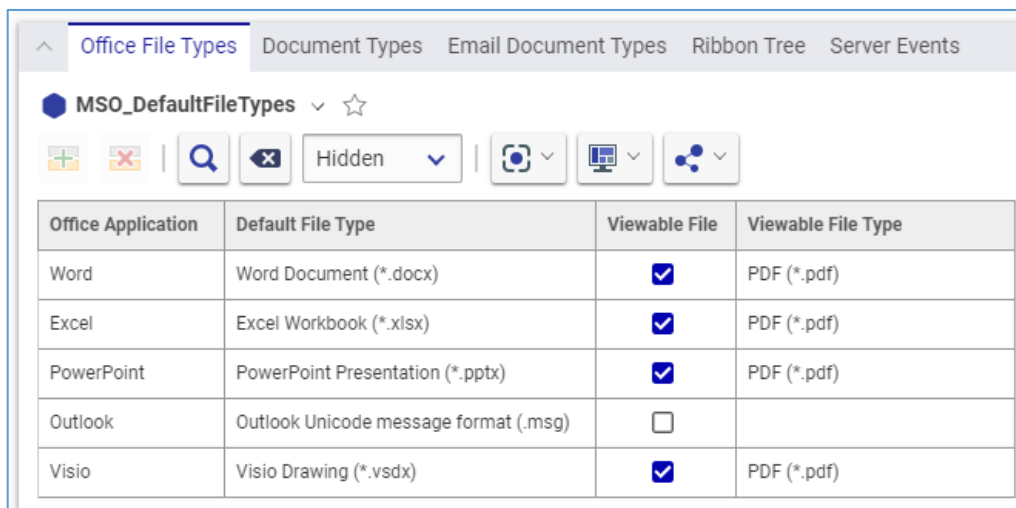 Office File Types Document Types Email Document Types Ribbon Tree Server Events
MSO_DefaultFileTypes
Hidden
Office Application Default File Type Viewable File Viewable File Type
Word Word Document (*.docx) PDF (*.pdf)
Excel Excel Workbook (*.xlsx) PDF (*.pdf)
PowerPoint PowerPoint Presentation (*.pptx) PDF (*.pdf)
Outlook Outlook Unicode message format (.msg)
Visio Visio Drawing (*.vsdx) PDF (*.pdf)